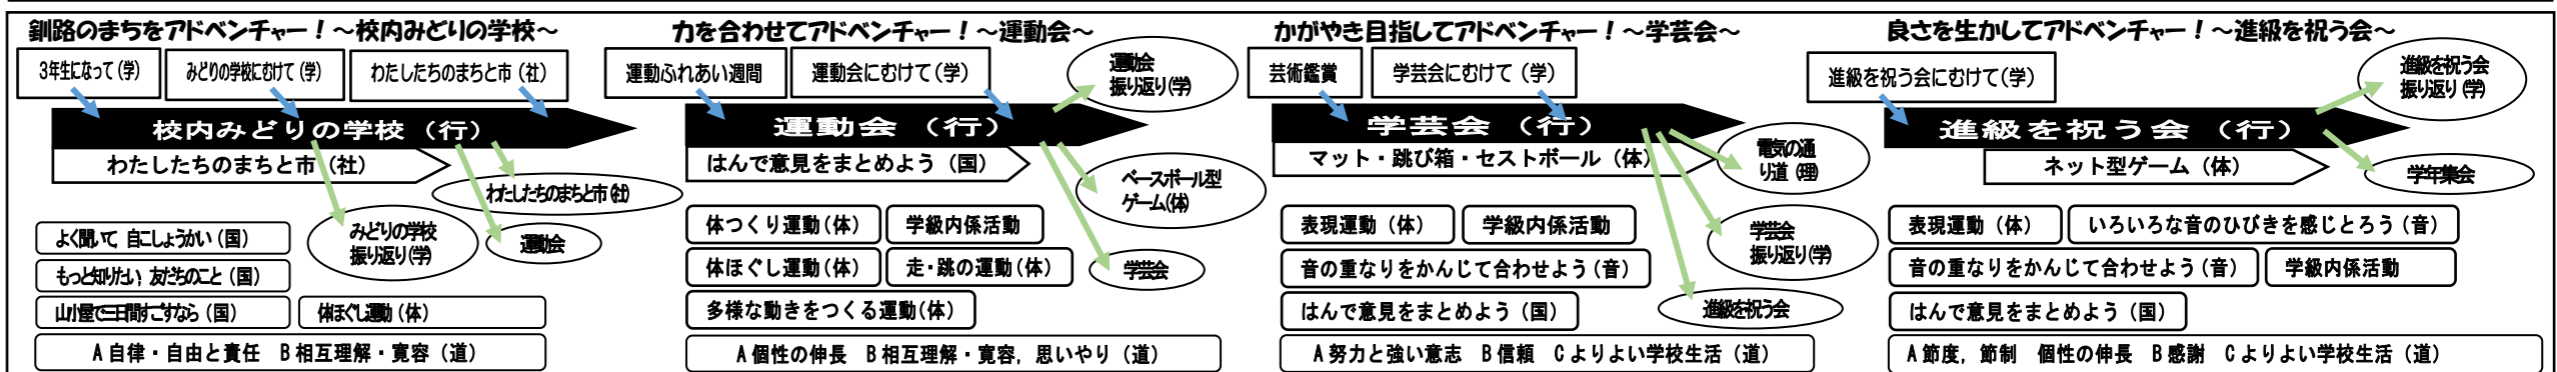 釧路のまちをアドベンチャー！～校内みどりの学校～
3年生になって(学)
みどりの学校にむけて(学)
わたしたちのまちと市(社)
校内みどりの学校（行）
わたしたちのまちと市（社）
わたしたちのまちと市(社)
みどりの学校
振り返り(学)
運動会
よく聞いて 自こしょうかい（国）
もっと知りたい，友だちのこと（国）
山小屋で三日間すごすなら（国）
体ほぐし運動（体）
A自律・自由と責任　B相互理解・寛容（道）
力を合わせてアドベンチャー！～運動会～
運動ふれあい週間
運動会にむけて(学)
運動会
振り返り(学)
運動会（行）
はんで意見をまとめよう（国）
ベースボール型
ゲーム(体)
学芸会
体つくり運動(体)
学級内係活動
体ほぐし運動(体)
走・跳の運動(体)
多様な動きをつくる運動(体)
A個性の伸長　B相互理解・寛容，思いやり（道）
かがやき目指してアドベンチャー！～学芸会～
芸術鑑賞
学芸会にむけて（学）
学芸会（行）
マット・跳び箱・セストボール（体）
電気の通
り道（理）
学芸会
振り返り(学)
進級を祝う会
表現運動（体）
学級内係活動
音の重なりをかんじて合わせよう(音)
はんで意見をまとめよう（国）
A努力と強い意志　B信頼　Cよりよい学校生活（道）
良さを生かしてアドベンチャー！～進級を祝う会～
進級を祝う会にむけて(学)
進級を祝う会
振り返り（学）
進級を祝う会（行）
ネット型ゲーム（体）
学年集会
表現運動（体）
いろいろな音のひびきを感じとろう（音）
音の重なりをかんじて合わせよう(音)
学級内係活動
はんで意見をまとめよう（国）
A節度，節制　個性の伸長　B感謝　Cよりよい学校生活（道）